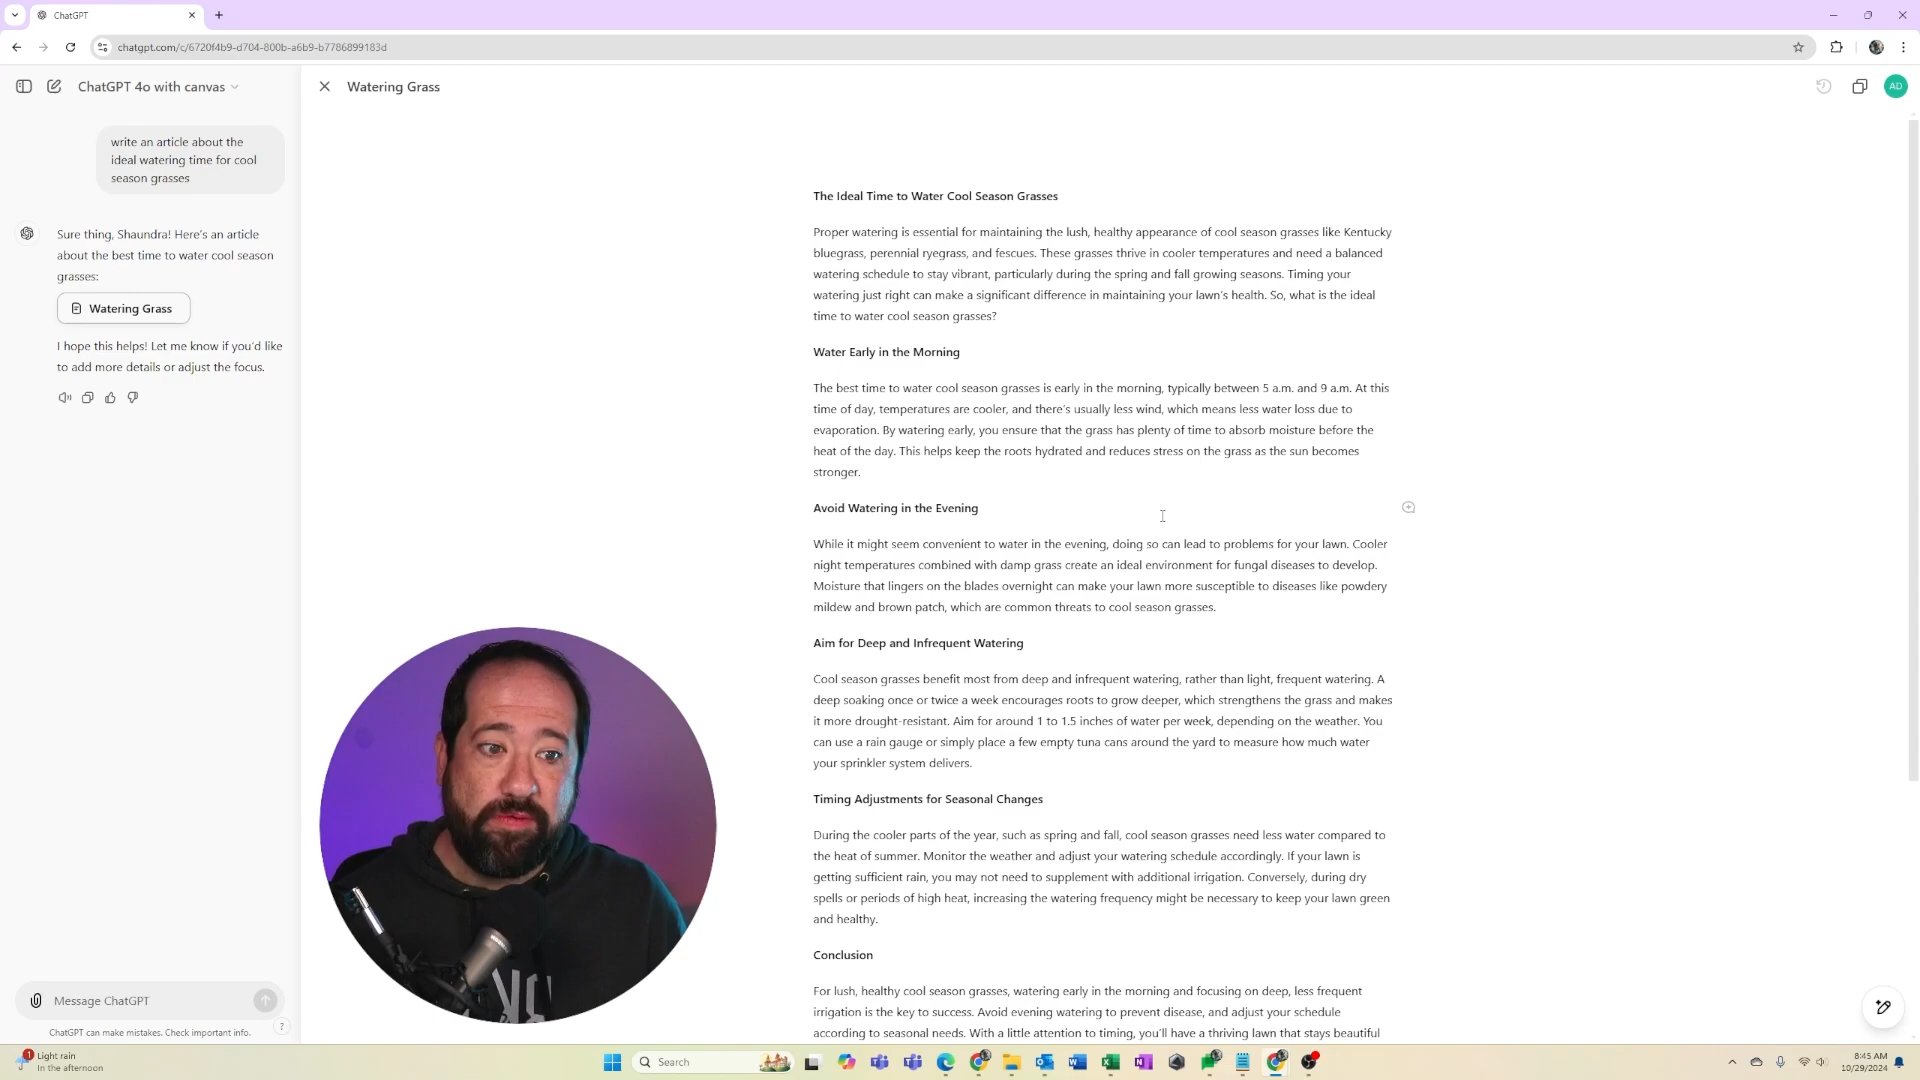 ChatGPT
chatgpt.com/c/6720f4b9-d704-800b-a6b9-b7786899183d
ChatGPT 4o with canvas
Watering Grass
AD
write an article about the
ideal watering time for cool
season grasses
Sure thing, Shaundra! Here's an article
about the best time to water cool season
grasses:
Watering Grass
I hope this helps! Let me know if you'd like
to add more details or adjust the focus.
The Ideal Time to Water Cool Season Grasses
Proper watering is essential for maintaining the lush, healthy appearance of cool season grasses like Kentucky
bluegrass, perennial ryegrass, and fescues. These grasses thrive in cooler temperatures and need a balanced
watering schedule to stay vibrant, particularly during the spring and fall growing seasons. Timing your
watering just right can make a significant difference in maintaining your lawn's health. So, what is the ideal
time to water cool season grasses?
Water Early in the Morning
The best time to water cool season grasses is early in the morning, typically between 5 a.m. and 9 a.m. At this
time of day, temperatures are cooler, and there's usually less wind, which means less water loss due to
evaporation. By watering early, you ensure that the grass has plenty of time to absorb moisture before the
heat of the day. This helps keep the roots hydrated and reduces stress on the grass as the sun becomes
stronger.
Avoid Watering in the Evening
While it might seem convenient to water in the evening, doing so can lead to problems for your lawn. Cooler
night temperatures combined with damp grass create an ideal environment for fungal diseases to develop.
Moisture that lingers on the blades overnight can make your lawn more susceptible to diseases like powdery
mildew and brown patch, which are common threats to cool season grasses.
Aim for Deep and Infrequent Watering
Cool season grasses benefit most from deep and infrequent watering, rather than light, frequent watering. A
deep soaking once or twice a week encourages roots to grow deeper, which strengthens the grass and makes
it more drought-resistant. Aim for around 1 to 1.5 inches of water per week, depending on the weather. You
can use a rain gauge or simply place a few empty tuna cans around the yard to measure how much water
your sprinkler system delivers.
Timing Adjustments for Seasonal Changes
During the cooler parts of the year, such as spring and fall, cool season grasses need less water compared to
the heat of summer. Monitor the weather and adjust your watering schedule accordingly. If your lawn is
getting sufficient rain, you may not need to supplement with additional irrigation. Conversely, during dry
spells or periods of high heat, increasing the watering frequency might be necessary to keep your lawn green
and healthy.
Conclusion
For lush, healthy cool season grasses, watering early in the morning and focusing on deep, less frequent
irrigation is the key to success. Avoid evening watering to prevent disease, and adjust your schedule
according to seasonal needs. With a little attention to timing, you'll have a thriving lawn that stays beautiful
Message ChatGPT
ChatGPT can make mistakes. Check important info.
?
1
Light rain
In the afternoon
Search
8:45 AM
10/29/2024